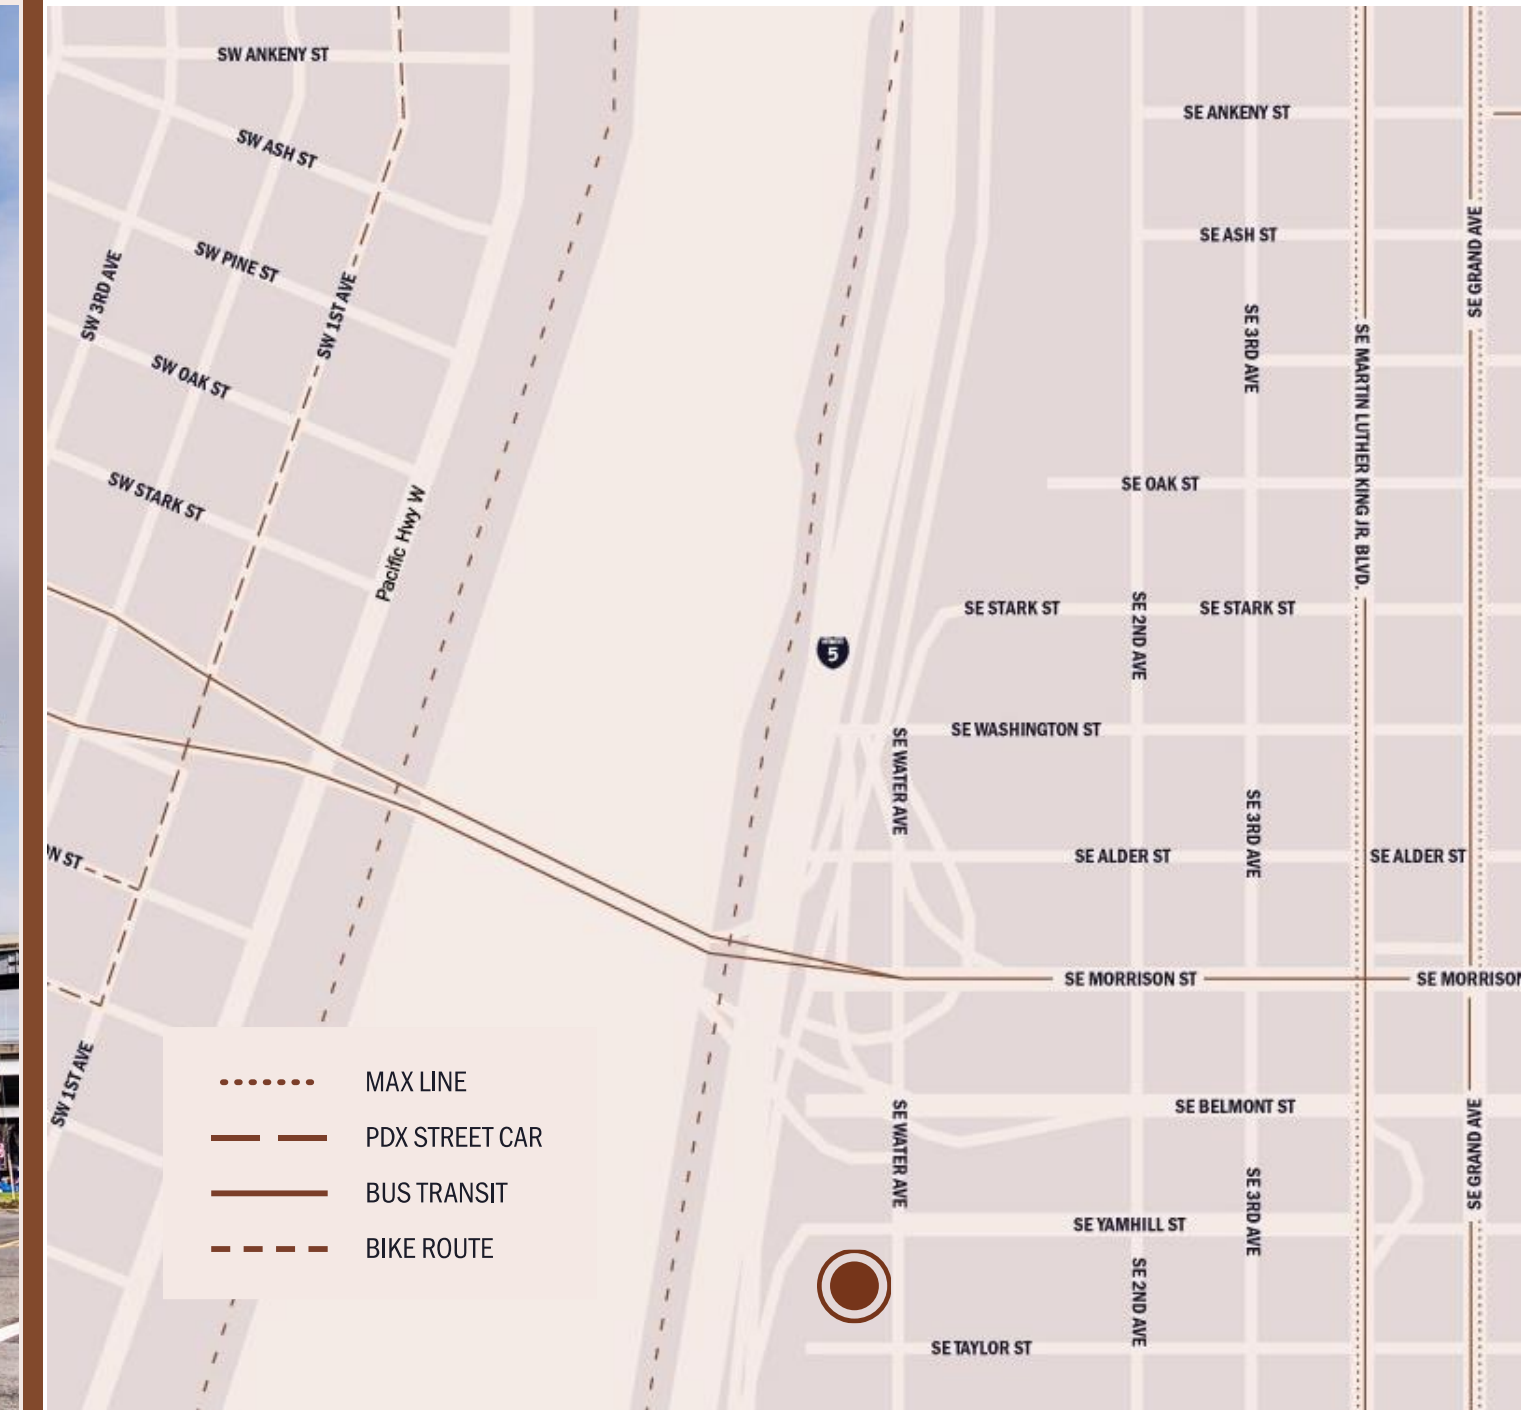 SW ANKENY ST
SE ANKENY ST
SW ASH ST
SE ASH ST
SW PINE ST
SW 3RD AVE
SW 1ST AVE
SE GRAND AVE
SE 3RD AVE
SE MARTIN LUTHER KING JR. BLVD.
SW OAK ST
SW STARK ST
Pacific Hwy W
SE OAK ST
SE STARK ST
SE 2ND AVE
SE STARK ST
5
SE WASHINGTON ST
SE WATER AVE
SE 3RD AVE
SE ALDER ST
SE ALDER ST
N ST
SE MORRISON ST
SE MORRISON
SW 1ST AVE
MAX LINE
PDX STREET CAR
BUS TRANSIT
BIKE ROUTE
SE BELMONT ST
SE WATER AVE
SE GRAND AVE
SE 3RD AVE
SE YAMHILL ST
SE 2ND AVE
SE TAYLOR ST